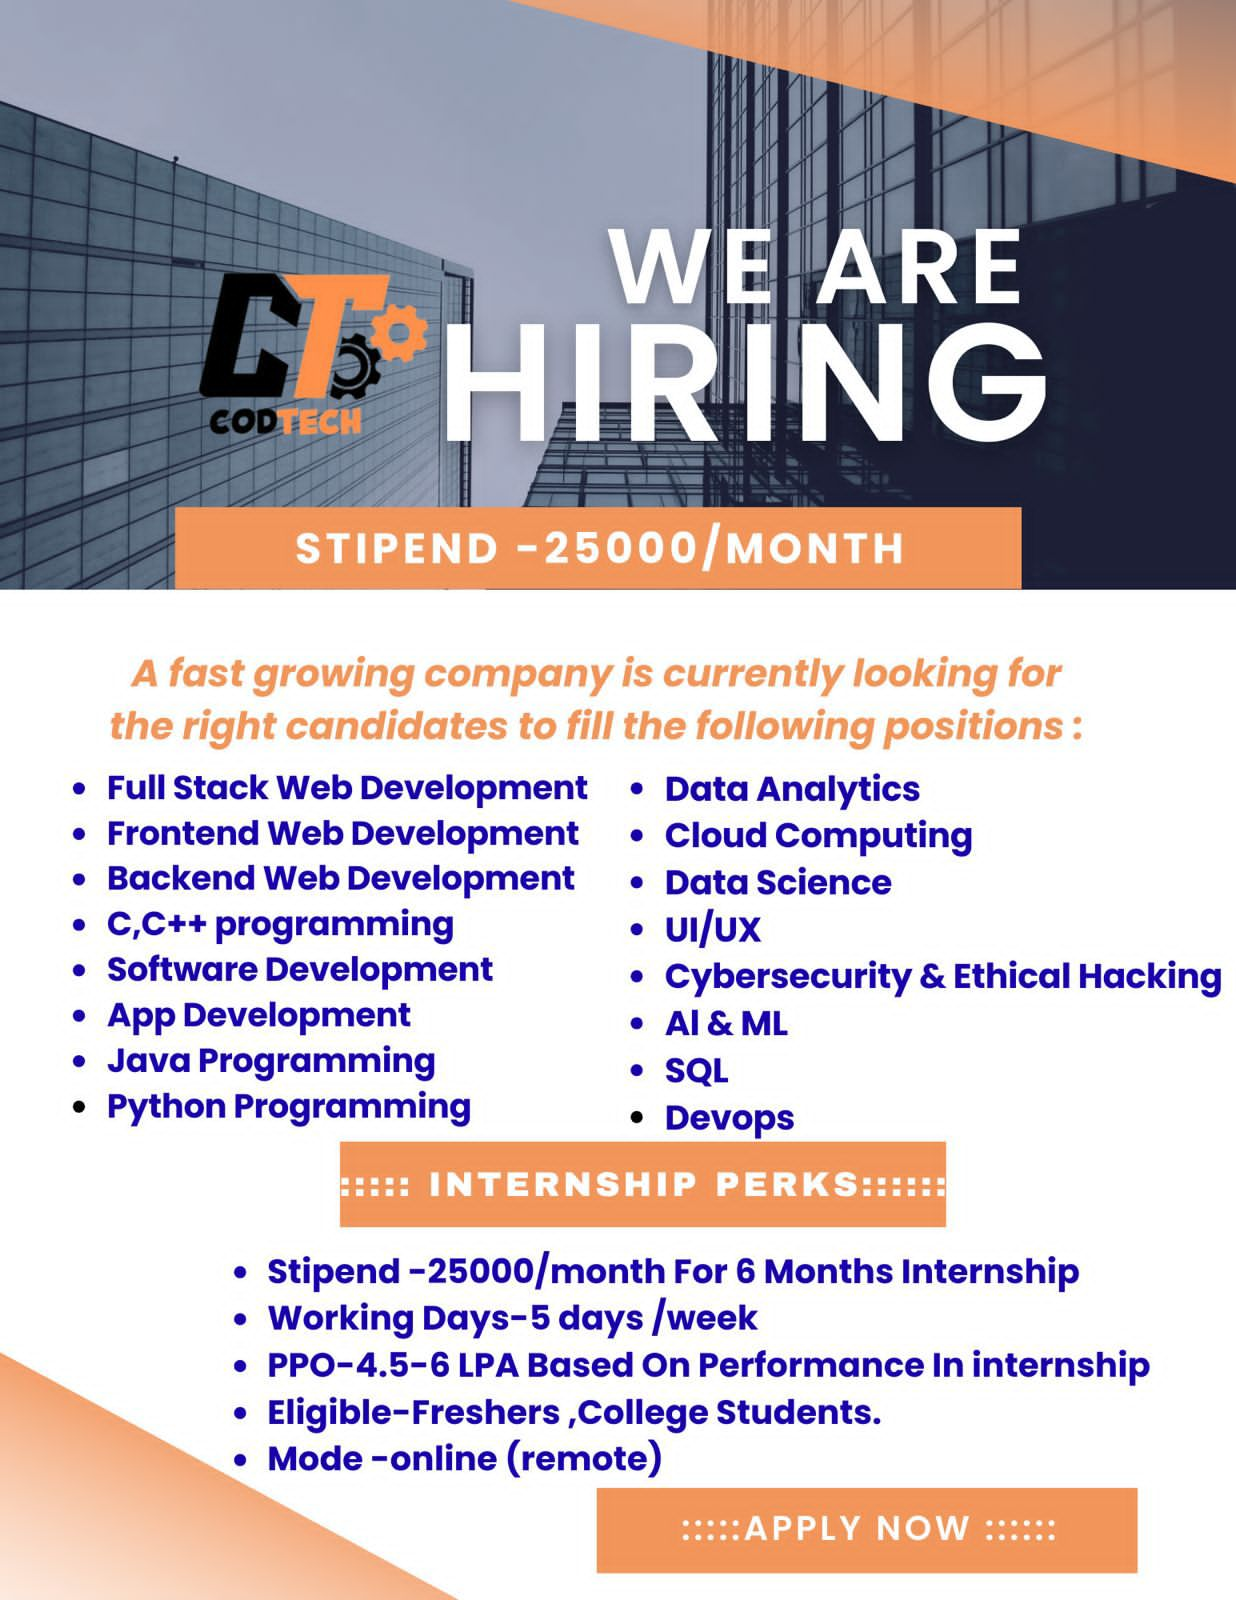 WE ARE
HIRING
CT
CODTECH
STIPEND -25000/MONTH
A fast growing company is currently looking for
the right candidates to fill the following positions :
• Full Stack Web Development
• Frontend Web Development
• Backend Web Development
• C,C++ programming
• Software Development
• App Development
• Java Programming
• Python Programming
• Data Analytics
• Cloud Computing
• Data Science
• UI/UX
• Cybersecurity & Ethical Hacking
• Al & ML
• SQL
• Devops
::::: INTERNSHIP PERKS::::::
• Stipend -25000/month For 6 Months Internship
• Working Days-5 days /week
• PPO-4.5-6 LPA Based On Performance In internship
• Eligible-Freshers ,College Students.
• Mode -online (remote)
:::::APPLY NOW ::::::